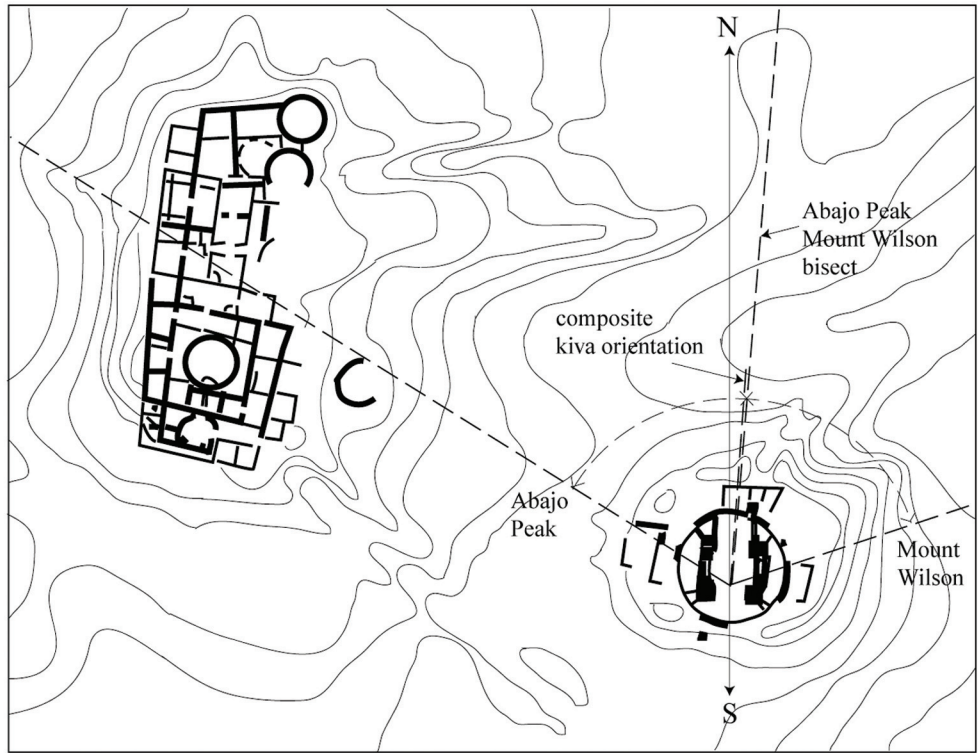 N
Abajo Peak
Mount Wilson
bisect
composite
kiva orientation
Abajo
Peak
Mount
Wilson
S